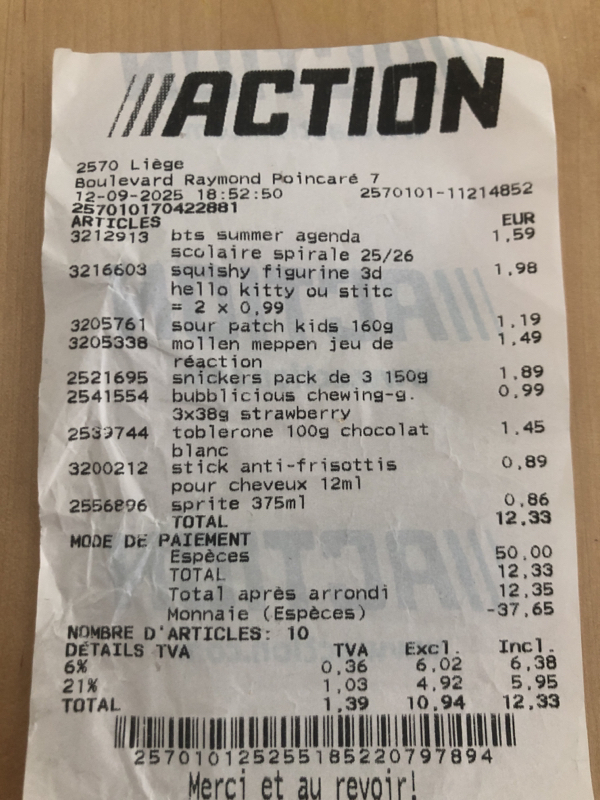 ACTION
2570 Liège
Boulevard Raymond Poincaré 7
12-09-2025 18:52:50 2570101-11214852
257010170422881
ARTICLES EUR
3212913 bts summer agenda 1,59
scolaire spirale 25/26
3216603 squishy figurine 3d 1,98
hello kitty ou stitc
= 2 x 0,99
3205761 sour patch kids 160g 1,19
3205338 mollen meppen jeu de 1,49
réaction
2521695 snickers pack de 3 150g 1,89
2541554 bubblicious chewing-g. 0,99
3x38g strawberry
2539744 toblerone 100g chocolat 1,45
blanc
3200212 stick anti-frisottis 0,89
pour cheveux 12ml
2556896 sprite 375ml 0,86
TOTAL 12,33
MODE DE PAIEMENT
Espèces 50,00
TOTAL 12,33
Total après arrondi 12,35
Monnaie (Espèces) -37,65
NOMBRE D'ARTICLES: 10
DÉTAILS TVA TVA Excl. Incl.
6% 0,36 6,02 6,38
21% 1,03 4,92 5,95
TOTAL 1,39 10,94 12,33
2570101252551852207978​94
Merci et au revoir!